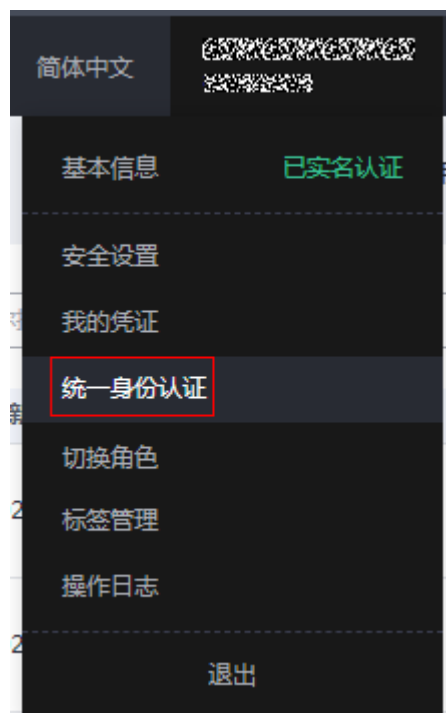 简体中文
基本信息 已实名认证
安全设置
我的凭证
统一身份认证
切换角色
标签管理
操作日志
退出